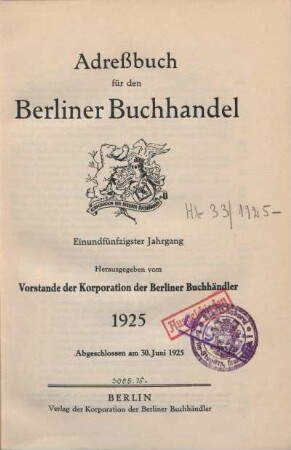 Adreßbuch
für den
Berliner Buchhandel
Einundfünfzigster Jahrgang
33/1925-
Herausgegeben vom
Vorstande der Korporation der Berliner Buchhändler
1925
Ausgeschieden
Abgeschlossen am 30. Juni 1925
BERLIN
Verlag der Korporation der Berliner Buchhändler